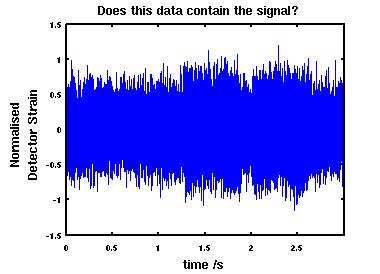 Does this data contain the signal?
1.5
1
0.5
0
-0.5
-1
-1.5
Normalised
Detector Strain
0 0.5 1 1.5 2 2.5
time /s